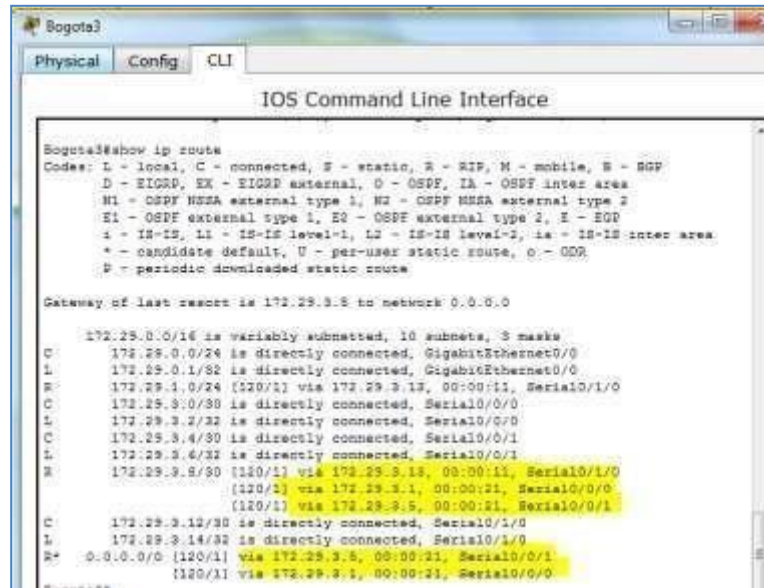 Bogota3
Physical Config CLI
IOS Command Line Interface
Bogota3#show ip route
Codes: L - local, C - connected, S - static, R - RIP, M - mobile, B - BGP
D - EIGRP, EX - EIGRP external, O - OSPF, IA - OSPF inter area
N1 - OSPF NSSA external type 1, N2 - OSPF NSSA external type 2
E1 - OSPF external type 1, E2 - OSPF external type 2, E - EGP
i - IS-IS, L1 - IS-IS level-1, L2 - IS-IS level-2, ia - IS-IS inter area
* - candidate default, U - per-user static route, o - ODR
P - periodic downloaded static route
Gateway of last resort is 172.29.3.5 to network 0.0.0.0
172.29.0.0/16 is variably subnetted, 10 subnets, 3 masks
C 172.29.0.0/24 is directly connected, GigabitEthernet0/0
L 172.29.0.1/32 is directly connected, GigabitEthernet0/0
R 172.29.1.0/24 [120/1] via 172.29.3.13, 00:00:11, Serial0/1/0
C 172.29.3.0/30 is directly connected, Serial0/0/0
L 172.29.3.2/32 is directly connected, Serial0/0/0
C 172.29.3.4/30 is directly connected, Serial0/0/1
L 172.29.3.6/32 is directly connected, Serial0/0/1
R 172.29.3.8/30 [120/1] via 172.29.3.13, 00:00:11, Serial0/1/0
[120/1] via 172.29.3.1, 00:00:21, Serial0/0/0
[120/1] via 172.29.3.5, 00:00:21, Serial0/0/1
C 172.29.3.12/30 is directly connected, Serial0/1/0
L 172.29.3.14/32 is directly connected, Serial0/1/0
R* 0.0.0.0/0 [120/1] via 172.29.3.5, 00:00:21, Serial0/0/1
[120/1] via 172.29.3.1, 00:00:21, Serial0/0/0